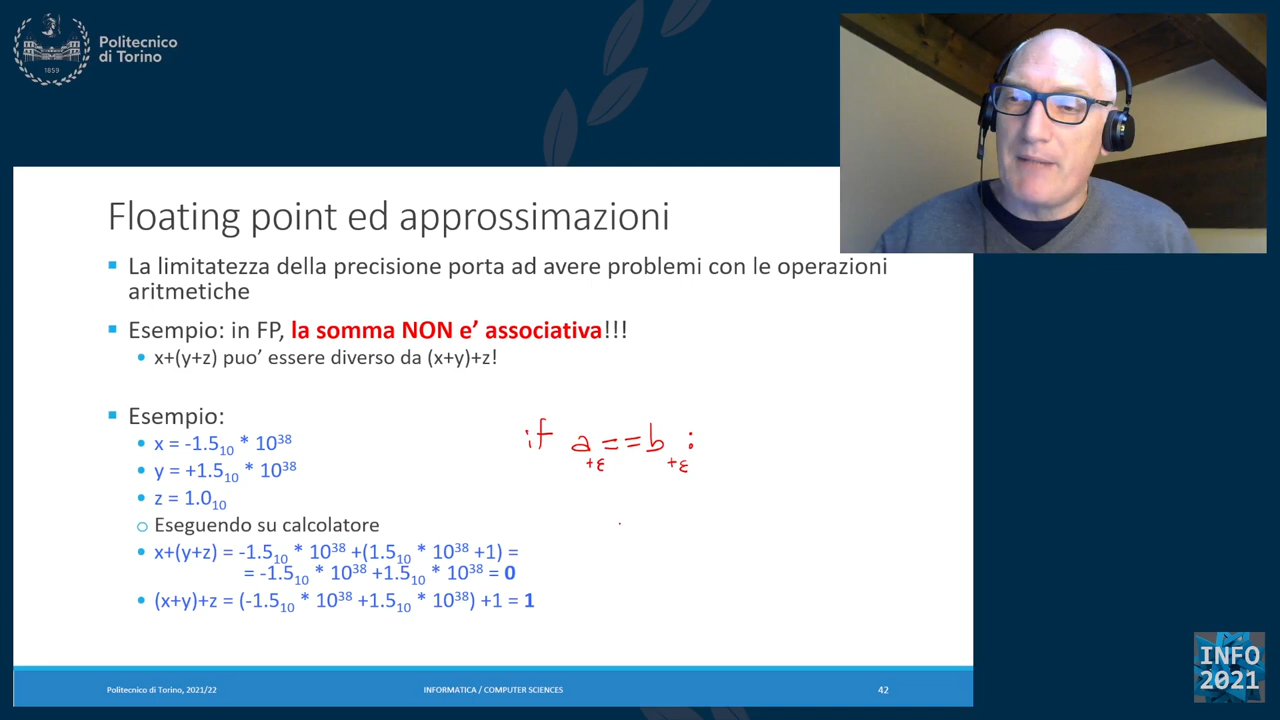 Politecnico
di Torino
1859
Floating point ed approssimazioni
La limitatezza della precisione porta ad avere problemi con le operazioni
aritmetiche
Esempio: in FP, la somma NON e’ associativa!!!
x+(y+z) puo’ essere diverso da (x+y)+z!
Esempio:
x = -1.5₁₀ * 10³⁸
y = +1.5₁₀ * 10³⁸
z = 1.0₁₀
Eseguendo su calcolatore
x+(y+z) = -1.5₁₀ * 10³⁸ +(1.5₁₀ * 10³⁸ +1) =
= -1.5₁₀ * 10³⁸ +1.5₁₀ * 10³⁸ = 0
(x+y)+z = (-1.5₁₀ * 10³⁸ +1.5₁₀ * 10³⁸) +1 = 1
if a == b :
+ε +ε
Politecnico di Torino, 2021/22
INFORMATICA / COMPUTER SCIENCES
42
INFO
2021